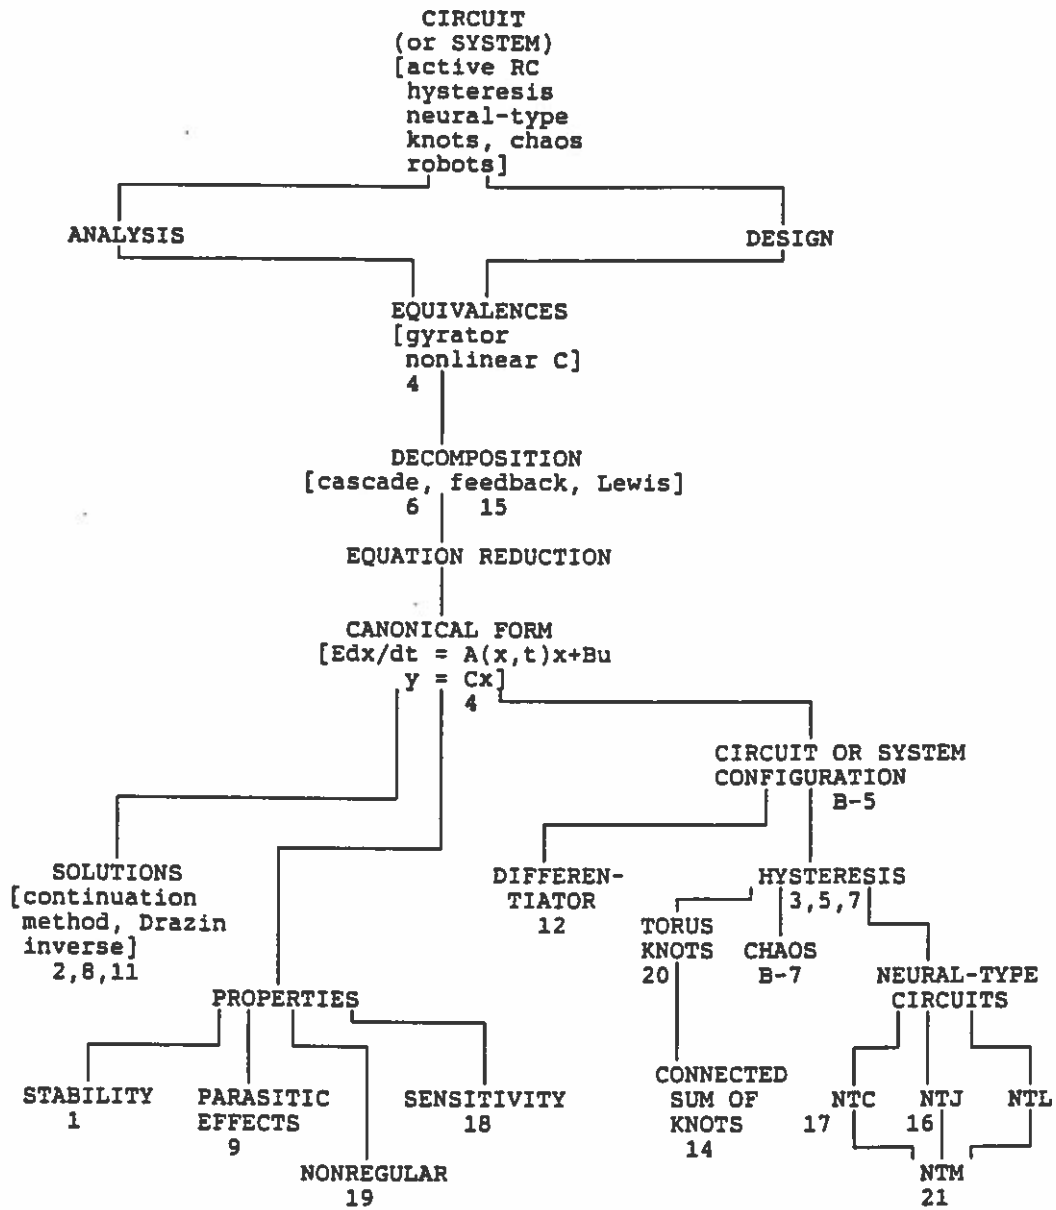 CIRCUIT
(or SYSTEM)
[active RC
hysteresis
neural-type
knots, chaos
robots]
ANALYSIS
DESIGN
EQUIVALENCES
[gyrator
nonlinear C]
4
DECOMPOSITION
[cascade, feedback, Lewis]
6 15
EQUATION REDUCTION
CANONICAL FORM
[Edx/dt = A(x,t)x+Bu
y = Cx]
4
CIRCUIT OR SYSTEM
CONFIGURATION
B-5
SOLUTIONS
[continuation
method, Drazin
inverse]
2,8,11
DIFFEREN-
TIATOR
12
HYSTERESIS
3,5,7
TORUS
KNOTS
20
CHAOS
B-7
NEURAL-TYPE
CIRCUITS
PROPERTIES
STABILITY
1
PARASITIC
EFFECTS
9
SENSITIVITY
18
NONREGULAR
19
CONNECTED
SUM OF
KNOTS
14
NTC
17
NTJ
16
NTL
NTM
21